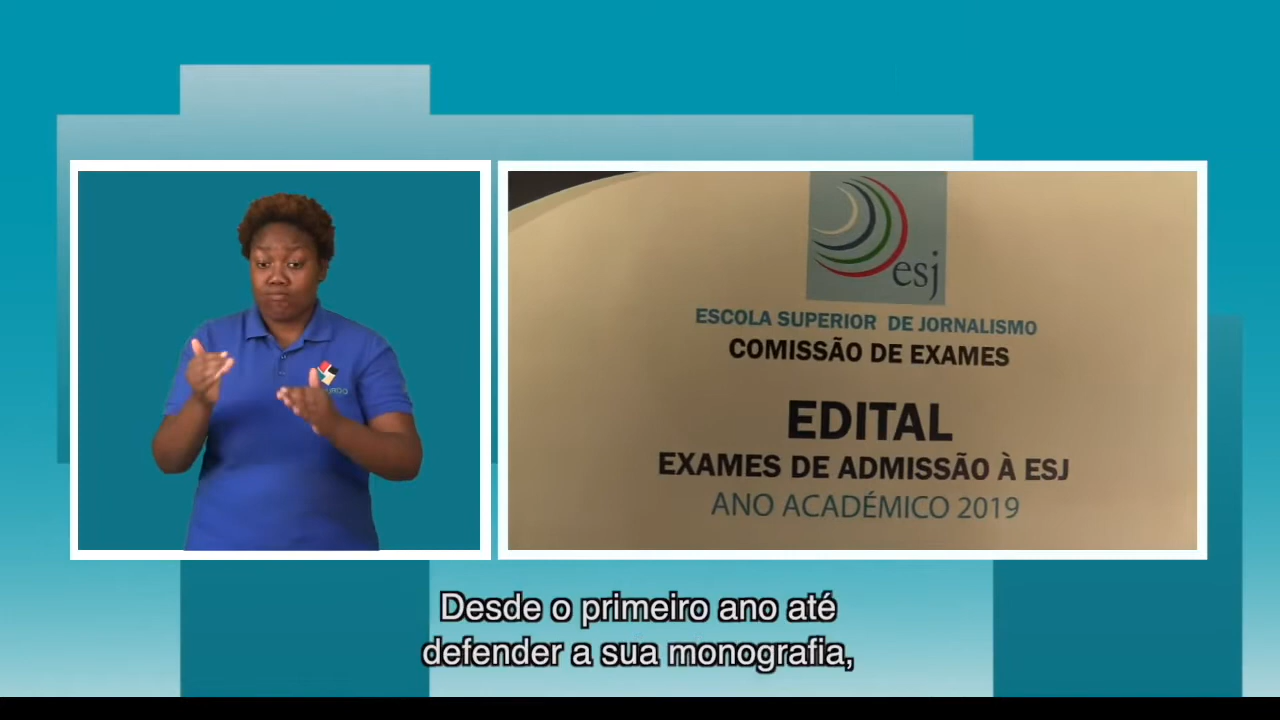 esj
ESCOLA SUPERIOR DE JORNALISMO
COMISSÃO DE EXAMES
EDITAL
EXAMES DE ADMISSÃO À ESJ
ANO ACADÉMICO 2019
Desde o primeiro ano até
defender a sua monografia,